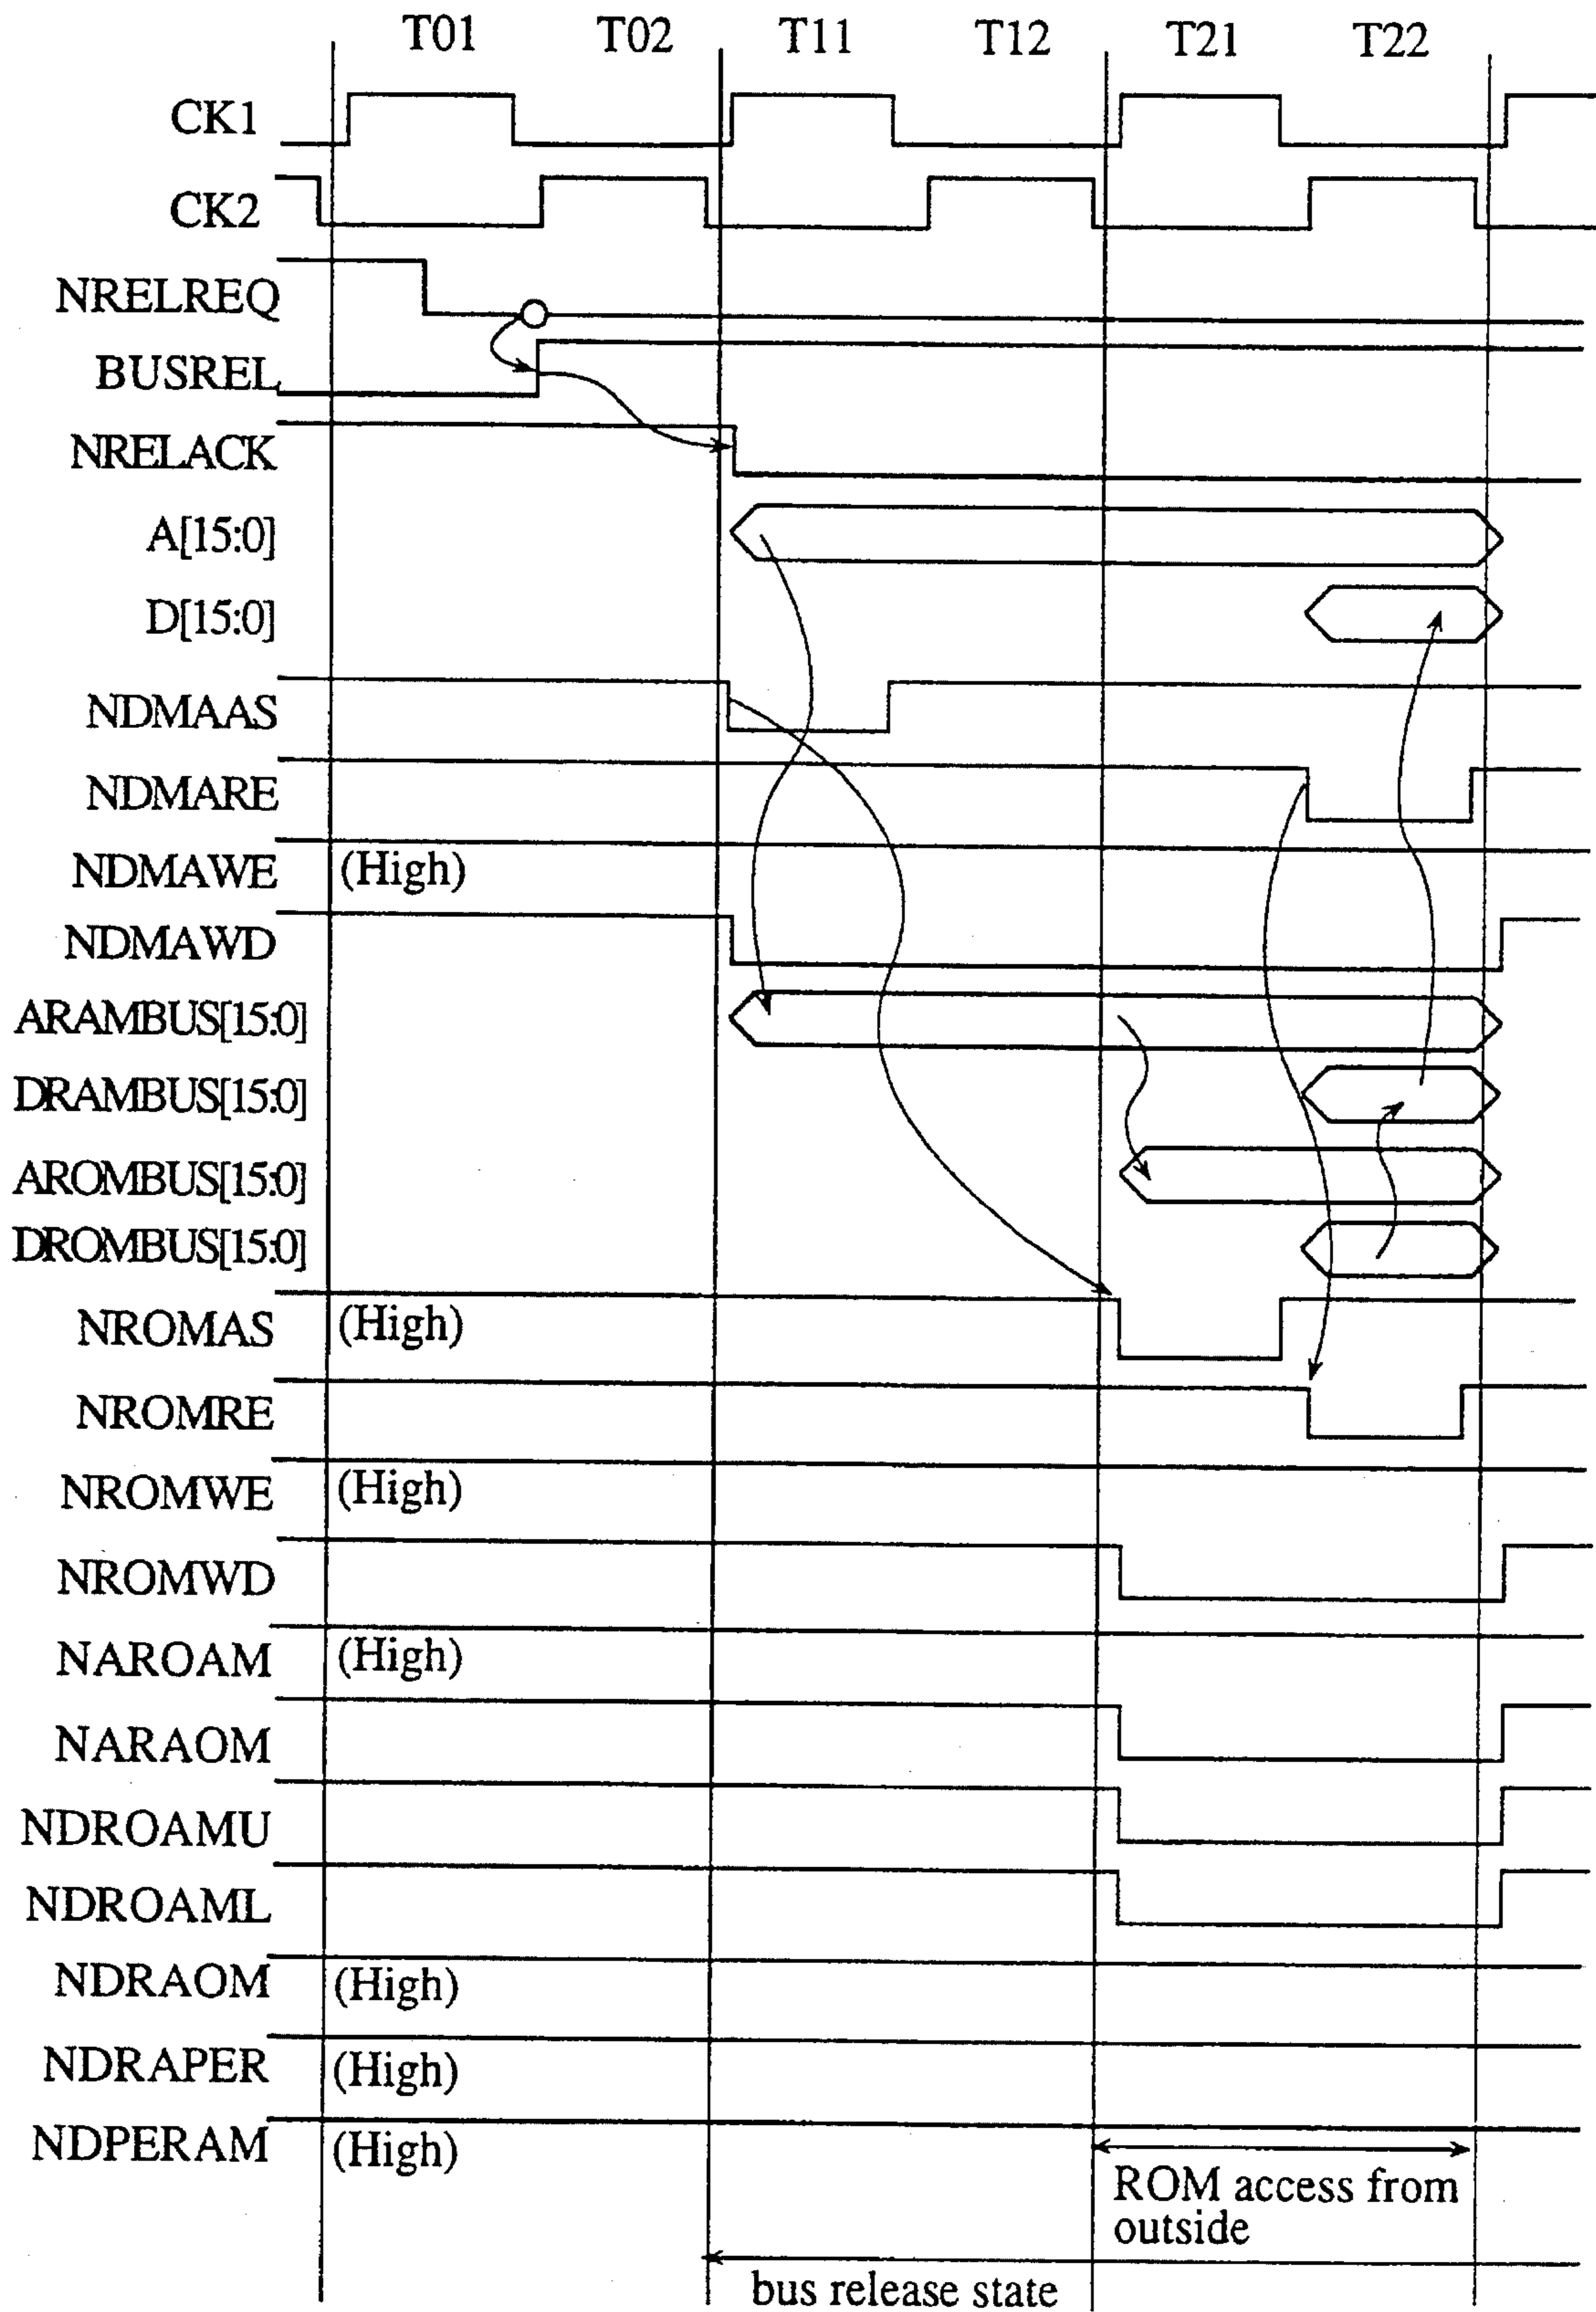 T01 T02 T11 T12 T21 T22
CK1
CK2
NRELREQ
BUSREL
NRELACK
A[15:0]
D[15:0]
NDMAAS
NDMARE
NDMAWE (High)
NDMAWD
ARAMBUS[15:0]
DRAMBUS[15:0]
AROMBUS[15:0]
DROMBUS[15:0]
NROMAS (High)
NROMRE
NROMWE (High)
NROMWD
NAROAM (High)
NARAOM
NDROAMU
NDROAML
NDRAOM (High)
NDRAPER (High)
NDPERAM (High)
ROM access from
outside
bus release state